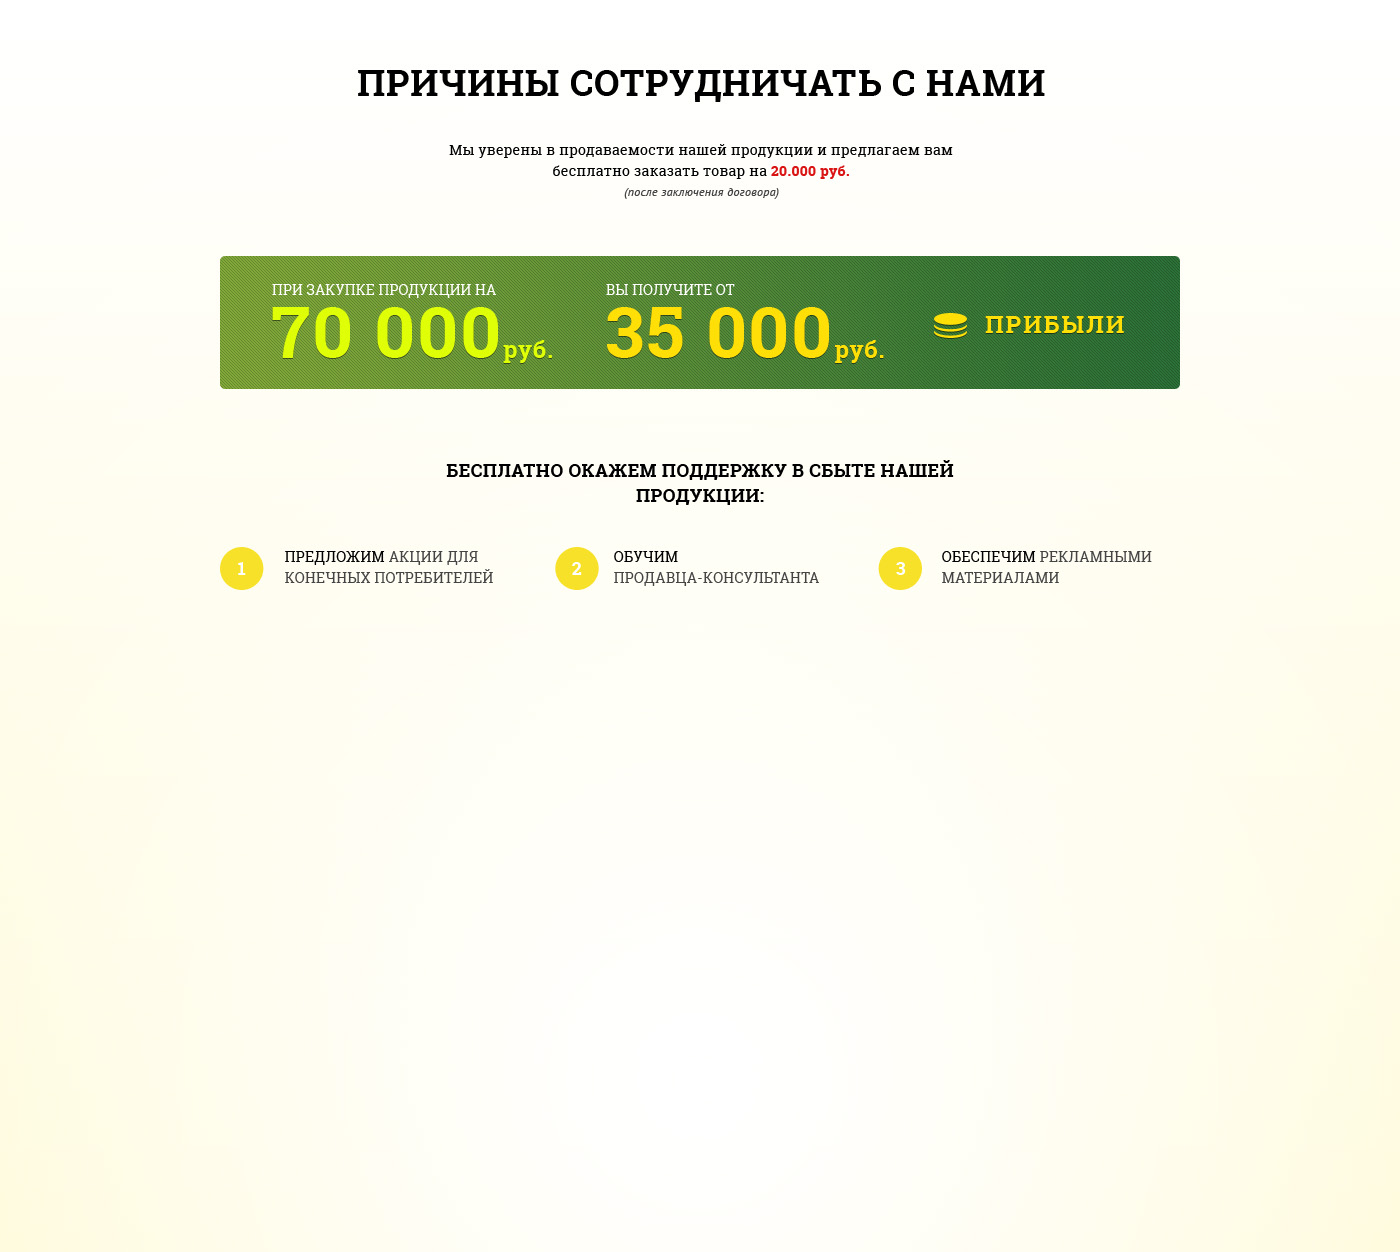 ПРИЧИНЫ СОТРУДНИЧАТЬ С НАМИ
Мы уверены в продаваемости нашей продукции и предлагаем вам
бесплатно заказать товар на 20.000 руб.
(после заключения договора)
ПРИ ЗАКУПКЕ ПРОДУКЦИИ НА
70 000 руб.
ВЫ ПОЛУЧИТЕ ОТ
35 000 руб.
ПРИБЫЛИ
БЕСПЛАТНО ОКАЖЕМ ПОДДЕРЖКУ В СБЫТЕ НАШЕЙ
ПРОДУКЦИИ:
1
ПРЕДЛОЖИМ АКЦИИ ДЛЯ
КОНЕЧНЫХ ПОТРЕБИТЕЛЕЙ
2
ОБУЧИМ
ПРОДАВЦА-КОНСУЛЬТАНТА
3
ОБЕСПЕЧИМ РЕКЛАМНЫМИ
МАТЕРИАЛАМИ